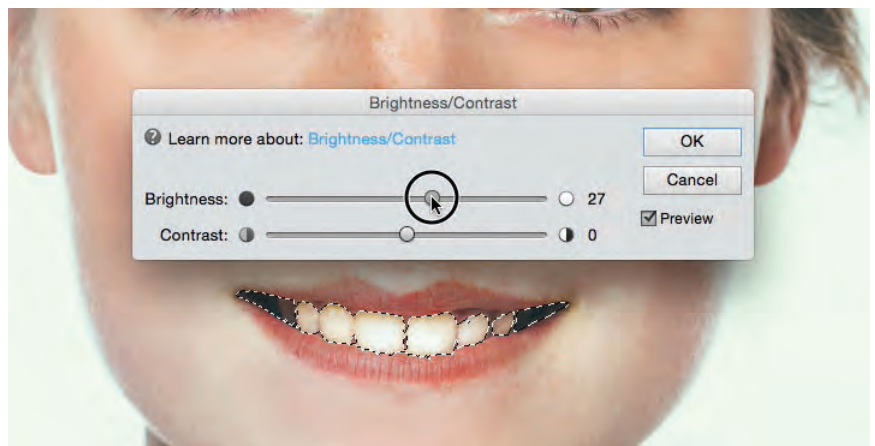 Brightness/Contrast
Learn more about: Brightness/Contrast
OK
Cancel
Brightness: 27
Preview
Contrast: 0